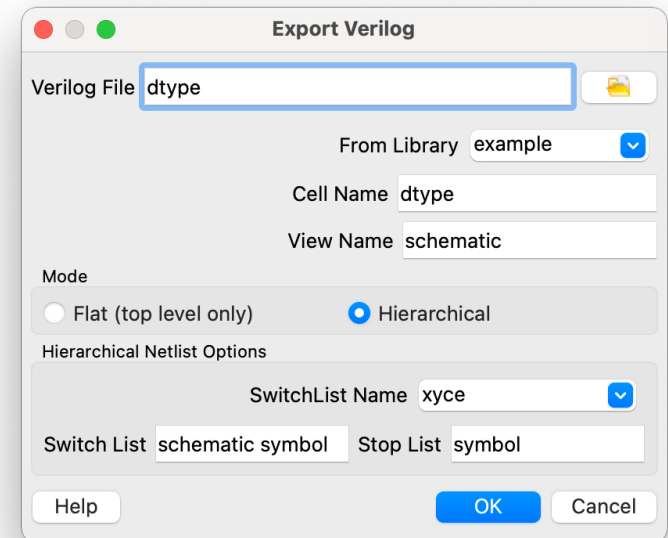 Export Verilog
Verilog File dtype
From Library example
Cell Name dtype
View Name schematic
Mode
Flat (top level only) Hierarchical
Hierarchical Netlist Options
SwitchList Name xyce
Switch List schematic symbol Stop List symbol
Help OK Cancel